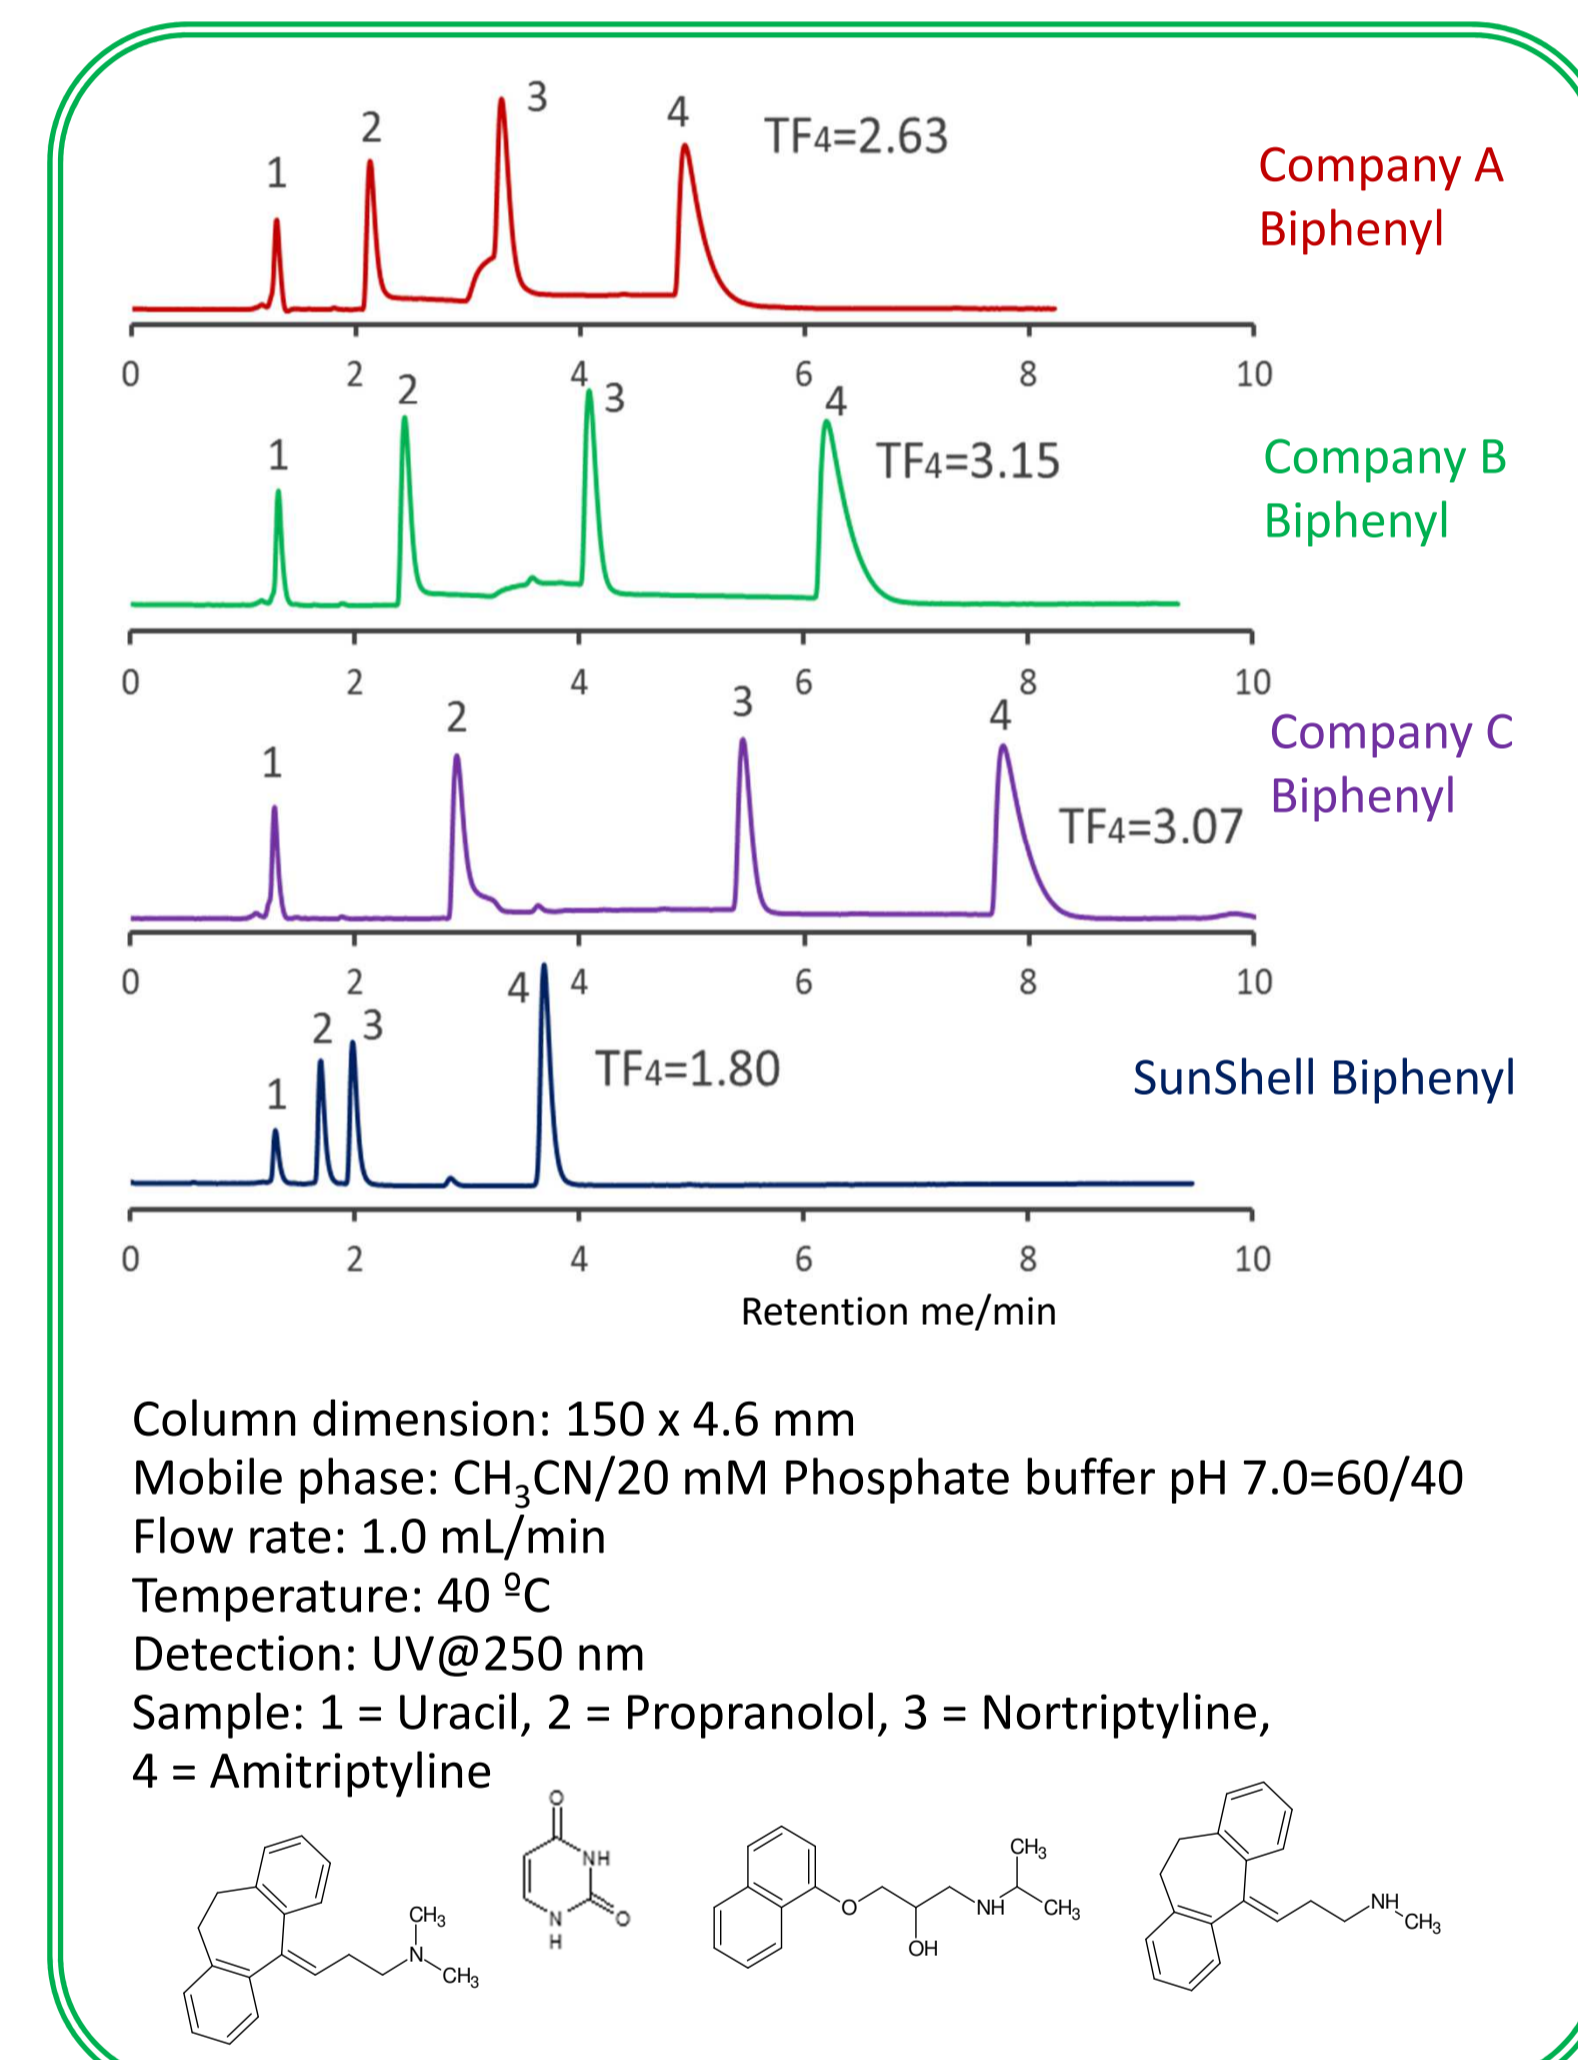 1
2
3
4
TF4=2.63
Company A
Biphenyl
0 2 4 6 8 10
1
2
3
4
TF4=3.15
Company B
Biphenyl
0 2 4 6 8 10
1
2
3
4
TF4=3.07
Company C
Biphenyl
0 2 4 6 8 10
1
2
3
4
TF4=1.80
SunShell Biphenyl
0 2 4 6 8 10
Retention me/min
Column dimension: 150 x 4.6 mm
Mobile phase: CH₃CN/20 mM Phosphate buffer pH 7.0=60/40
Flow rate: 1.0 mL/min
Temperature: 40 ºC
Detection: UV@250 nm
Sample: 1 = Uracil, 2 = Propranolol, 3 = Nortriptyline,
4 = Amitriptyline
CH₃
N
CH₃
O
NH
N
H
O
O
OH
NH
CH₃
CH₃
NH
CH₃